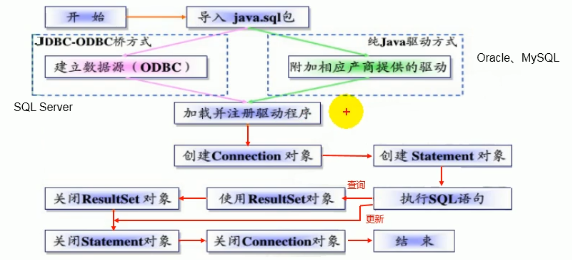 开 始
导入 java.sql包
JDBC-ODBC桥方式
纯Java驱动方式
建立数据源（ODBC）
附加相应产商提供的驱动
Oracle、MySQL
SQL Server
加载并注册驱动程序
创建Connection 对象
创建 Statement 对象
查询
关闭ResultSet 对象
使用ResultSet对象
执行SQL语句
更新
关闭Statement对象
关闭Connection对象
结 束